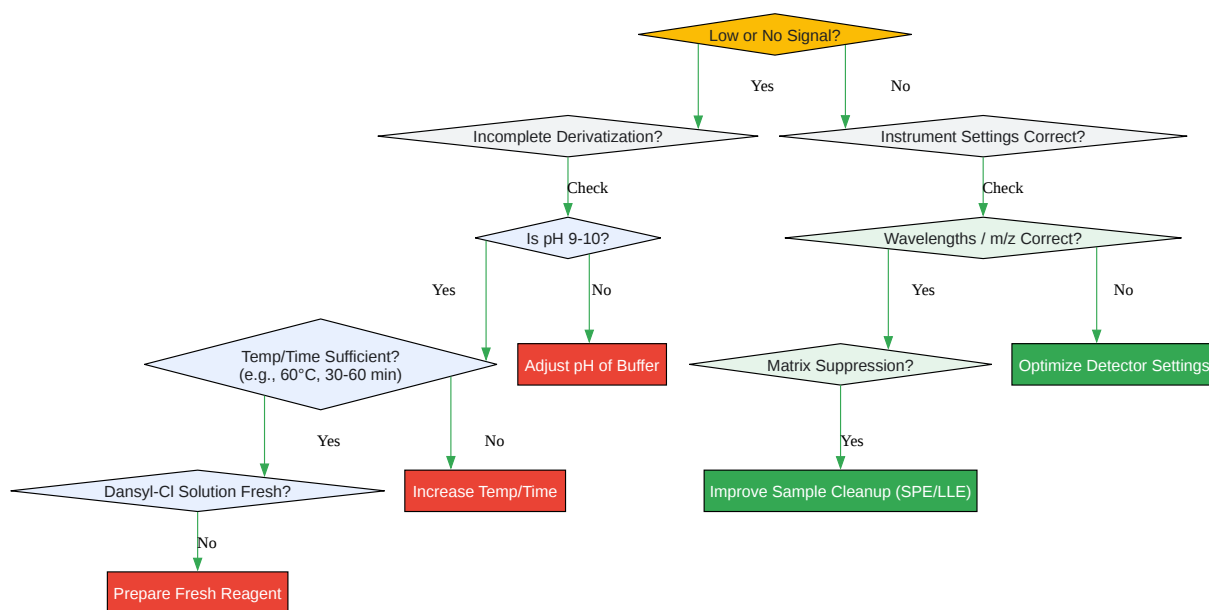 Low or No Signal?
Yes
No
Incomplete Derivatization?
Instrument Settings Correct?
Check
Check
Is pH 9-10?
Wavelengths / m/z Correct?
Yes
No
Yes
No
Temp/Time Sufficient?
(e.g., 60°C, 30-60 min)
Adjust pH of Buffer
Matrix Suppression?
Optimize Detector Settings
Yes
No
Yes
Dansyl-Cl Solution Fresh?
Increase Temp/Time
Improve Sample Cleanup (SPE/LLE)
No
Prepare Fresh Reagent